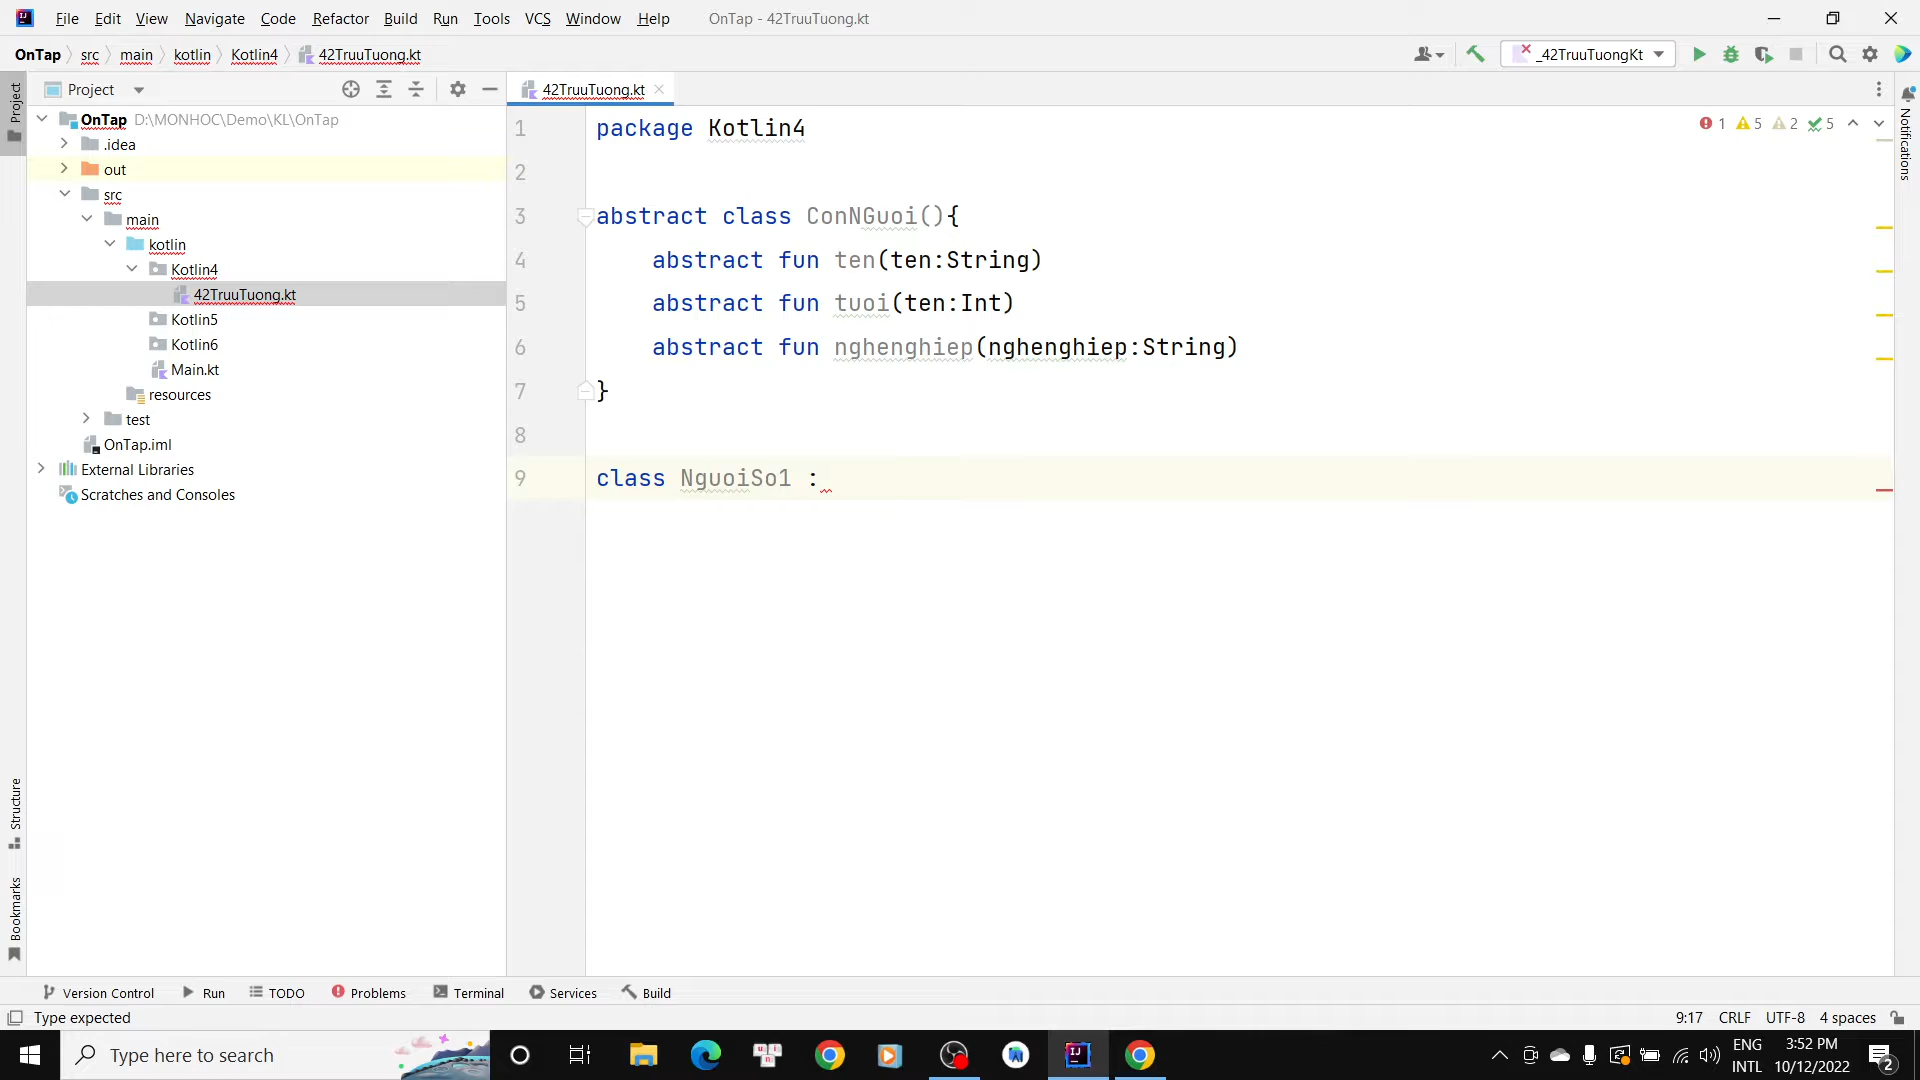 File Edit View Navigate Code Refactor Build Run Tools VCS Window Help OnTap - 42TruuTuong.kt
OnTap src main kotlin Kotlin4 42TruuTuong.kt _42TruuTuongKt
Project
Project
42TruuTuong.kt
Notifications
OnTap D:\MONHOC\Demo\KL\OnTap
.idea
out
src
main
kotlin
Kotlin4
42TruuTuong.kt
Kotlin5
Kotlin6
Main.kt
resources
test
OnTap.iml
External Libraries
Scratches and Consoles
1 5 2 5
1 package Kotlin4
2
3 abstract class ConNGuoi(){
4 abstract fun ten(ten:String)
5 abstract fun tuoi(ten:Int)
6 abstract fun nghenghiep(nghenghiep:String)
7 }
8
9 class NguoiSo1 :
Structure
Bookmarks
Version Control Run TODO Problems Terminal Services Build
Type expected 9:17 CRLF UTF-8 4 spaces
Type here to search
ENG
INTL
3:52 PM
10/12/2022
2